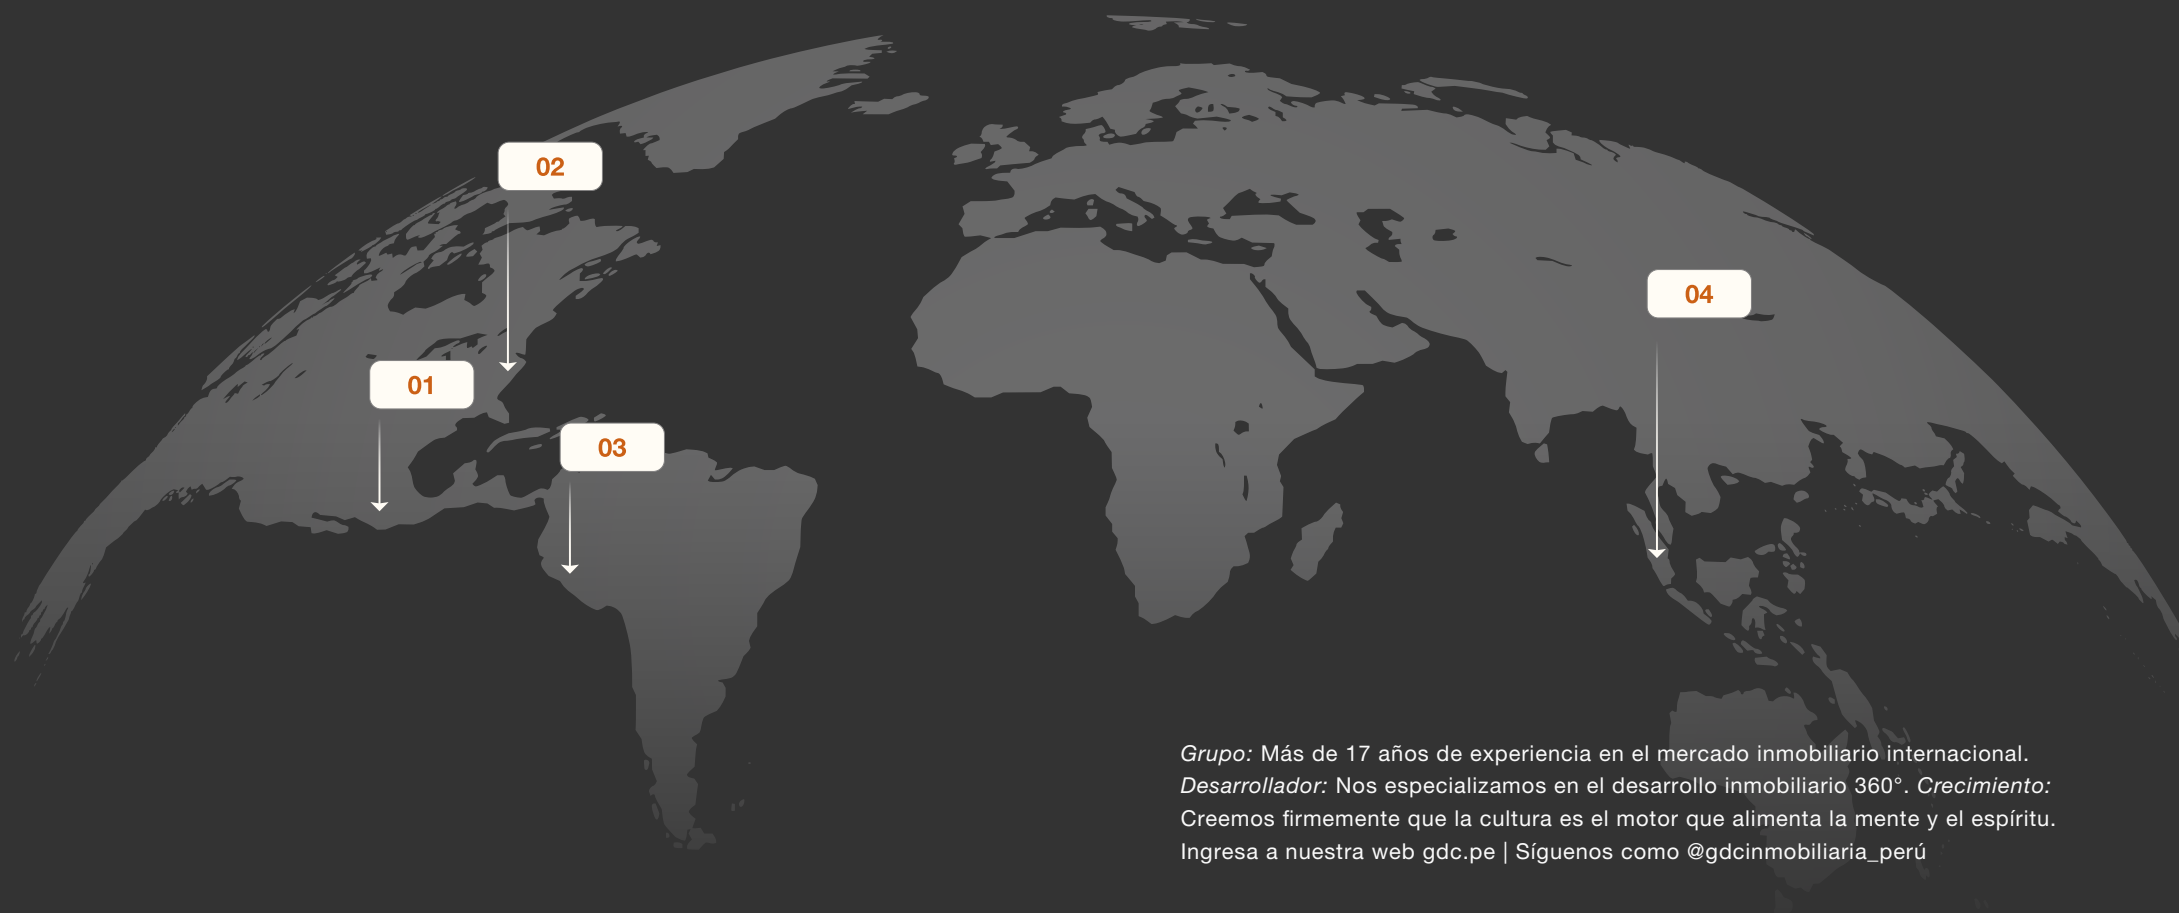 02
04
01
03
Grupo: Más de 17 años de experiencia en el mercado inmobiliario internacional.
Desarrollador: Nos especializamos en el desarrollo inmobiliario 360°. Crecimiento:
Creemos firmemente que la cultura es el motor que alimenta la mente y el espíritu.
Ingresa a nuestra web gdc.pe | Síguenos como @gdcinmobiliaria_perú